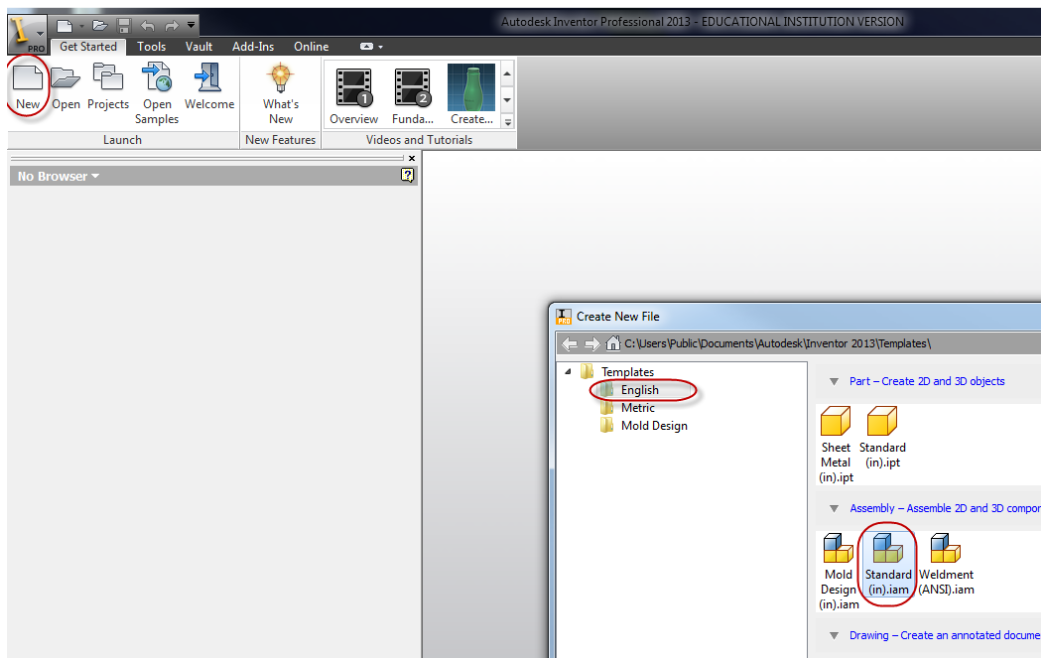 Autodesk Inventor Professional 2013 - EDUCATIONAL INSTITUTION VERSION
PRO
Get Started Tools Vault Add-Ins Online
New Open Projects Open Samples Welcome What's New Overview Funda... Create...
1 2
Launch New Features Videos and Tutorials
No Browser
Create New File
C:\Users\Public\Documents\Autodesk\Inventor 2013\Templates\
Templates
English
Metric
Mold Design
Part – Create 2D and 3D objects
Sheet Metal (in).ipt
Standard (in).ipt
Assembly – Assemble 2D and 3D compor
Mold Design (in).iam
Standard (in).iam
Weldment (ANSI).iam
Drawing – Create an annotated docume